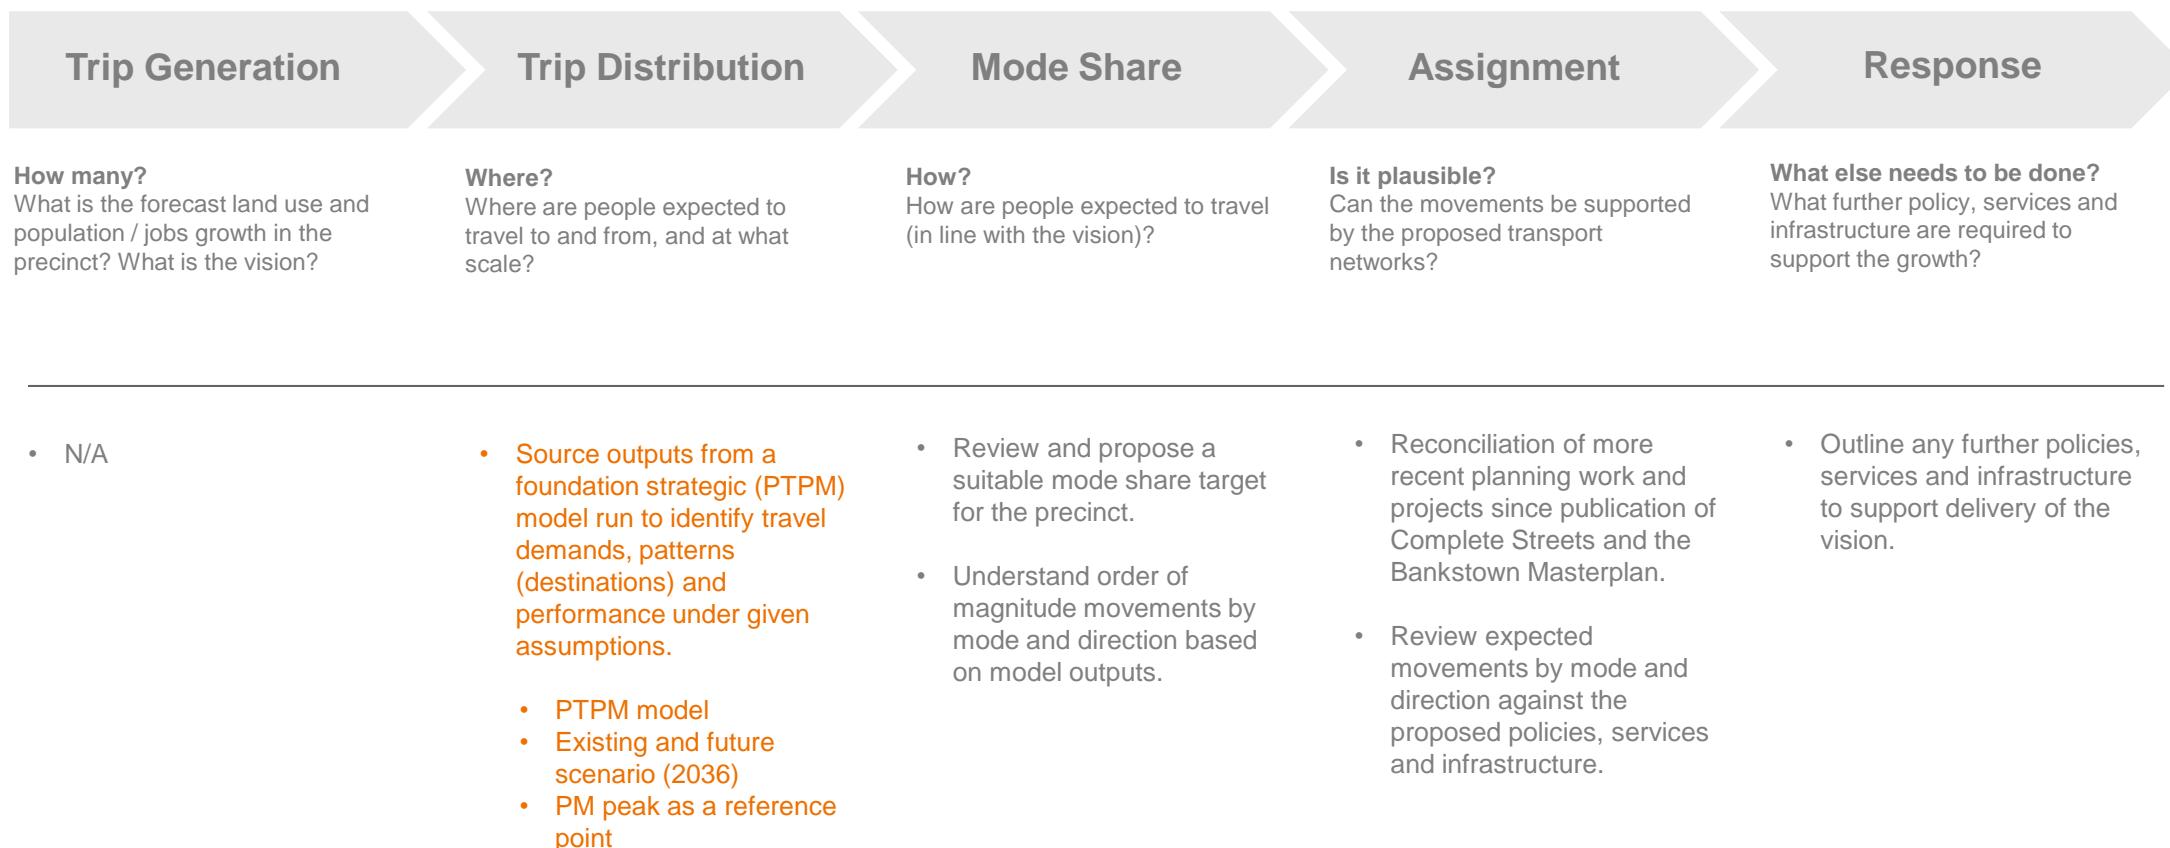 Trip Generation
Trip Distribution
Mode Share
Assignment
Response
How many?
What is the forecast land use and
population / jobs growth in the
precinct? What is the vision?
Where?
Where are people expected to
travel to and from, and at what
scale?
How?
How are people expected to travel
(in line with the vision)?
Is it plausible?
Can the movements be supported
by the proposed transport
networks?
What else needs to be done?
What further policy, services and
infrastructure are required to
support the growth?
• N/A
• Source outputs from a
foundation strategic (PTPM)
model run to identify travel
demands, patterns
(destinations) and
performance under given
assumptions.
• PTPM model
• Existing and future
scenario (2036)
• PM peak as a reference
point
• Review and propose a
suitable mode share target
for the precinct.
• Understand order of
magnitude movements by
mode and direction based
on model outputs.
• Reconciliation of more
recent planning work and
projects since publication of
Complete Streets and the
Bankstown Masterplan.
• Review expected
movements by mode and
direction against the
proposed policies, services
and infrastructure.
• Outline any further policies,
services and infrastructure
to support delivery of the
vision.